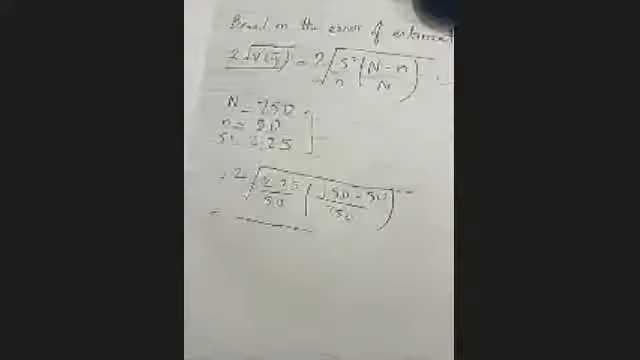 Based on the error of estimat
2√V(ȳ) = 2√S²/n (N-n/N)
N = 750
n = 50
S² = 2.25
2√2.25/50 (750-50/750)
=